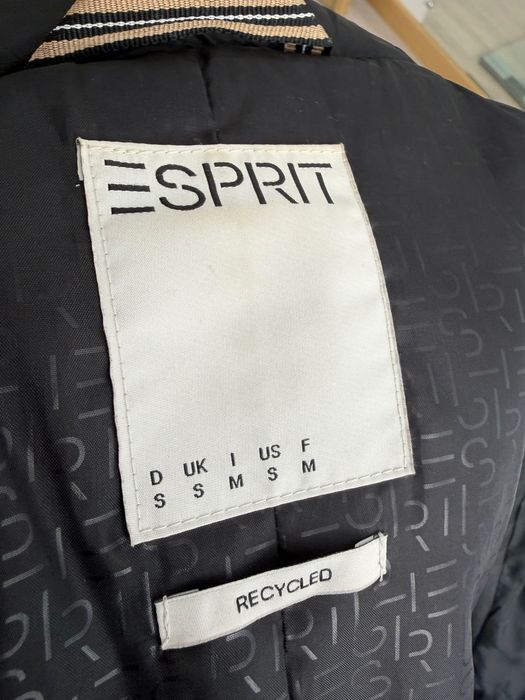 ESPRIT
D UK I US F
S S M S M
RECYCLED